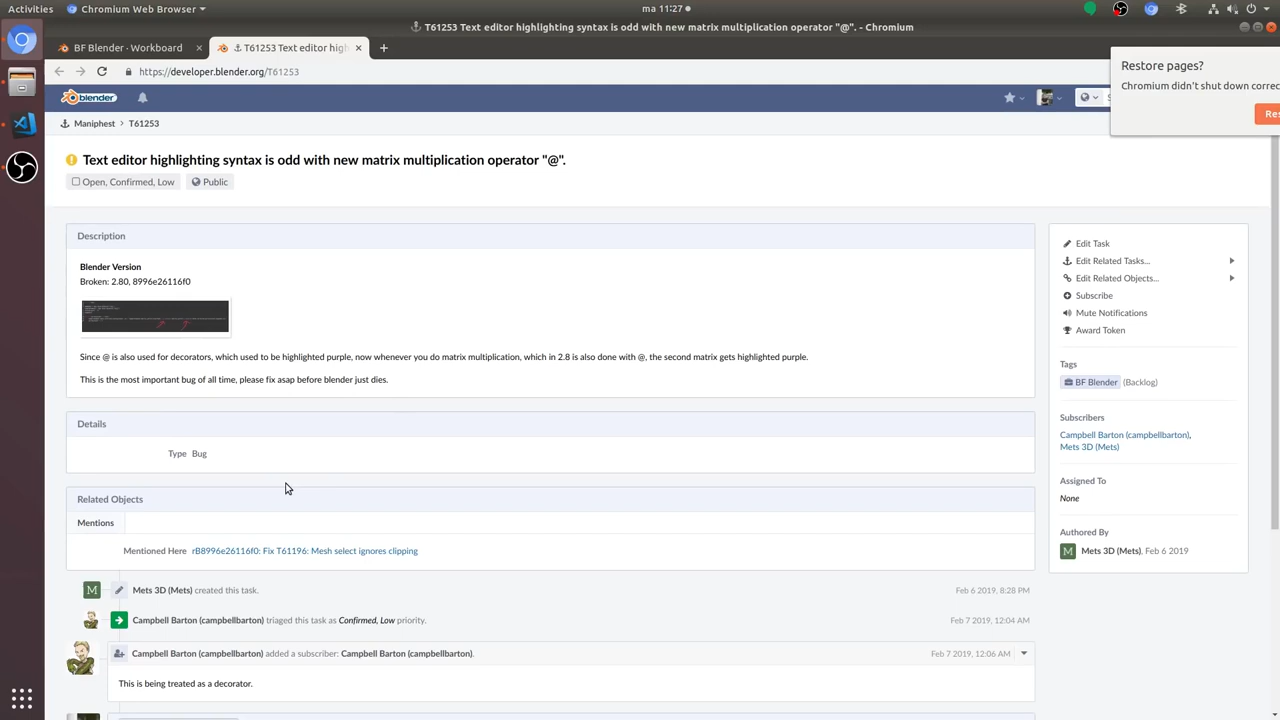 Activities
Chromium Web Browser
ma 11:27
T61253 Text editor highlighting syntax is odd with new matrix multiplication operator "@". - Chromium
BF Blender - Workboard
T61253 Text editor high
https://developer.blender.org/T61253
Restore pages?
Chromium didn't shut down correc
Res
blender
Maniphest > T61253
Text editor highlighting syntax is odd with new matrix multiplication operator "@".
Open, Confirmed, Low
Public
Description
Blender Version
Broken: 2.80, 8996e26116f0
Since @ is also used for decorators, which used to be highlighted purple, now whenever you do matrix multiplication, which in 2.8 is also done with @, the second matrix gets highlighted purple.
This is the most important bug of all time, please fix asap before blender just dies.
Details
Type Bug
Related Objects
Mentions
Mentioned Here rB8996e26116f0: Fix T61196: Mesh select ignores clipping
M
Mets 3D (Mets) created this task.
Feb 6 2019, 8:28 PM
Campbell Barton (campbellbarton) triaged this task as Confirmed, Low priority.
Feb 7 2019, 12:04 AM
Campbell Barton (campbellbarton) added a subscriber: Campbell Barton (campbellbarton).
Feb 7 2019, 12:06 AM
This is being treated as a decorator.
Edit Task
Edit Related Tasks...
Edit Related Objects...
Subscribe
Mute Notifications
Award Token
Tags
BF Blender (Backlog)
Subscribers
Campbell Barton (campbellbarton),
Mets 3D (Mets)
Assigned To
None
Authored By
M
Mets 3D (Mets), Feb 6 2019